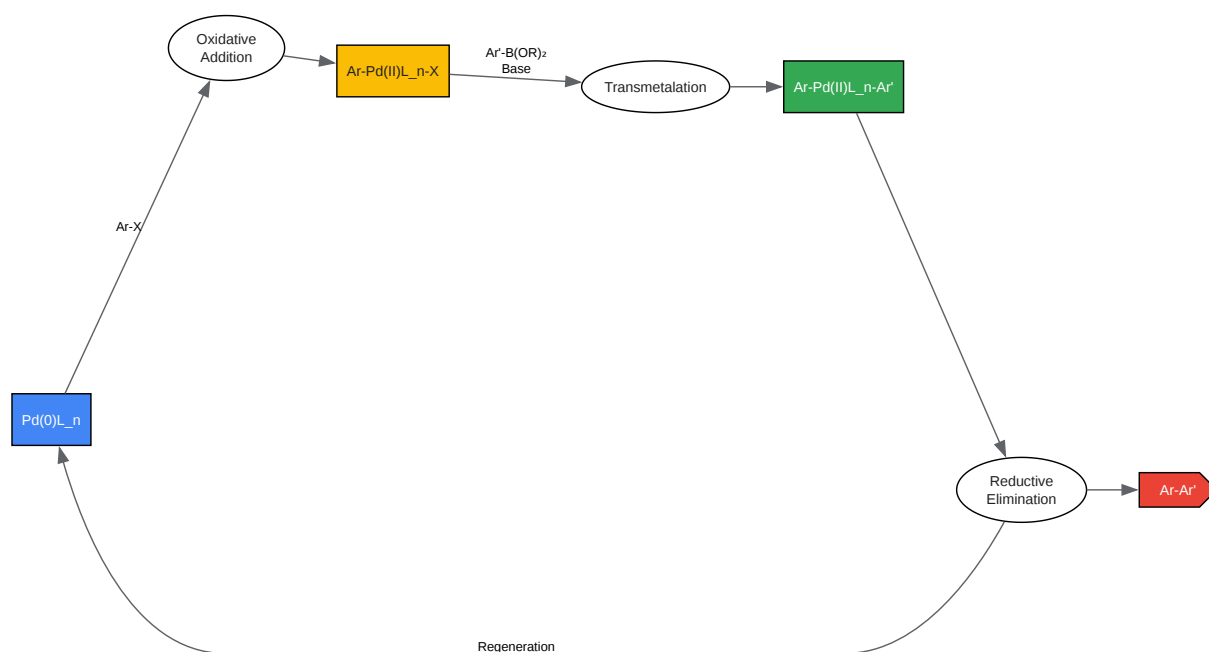 Oxidative
Addition
Ar-Pd(II)L_n-X
Ar'-B(OR)₂
Base
Transmetalation
Ar-Pd(II)L_n-Ar'
Ar-X
Pd(0)L_n
Reductive
Elimination
Ar-Ar'
Regeneration